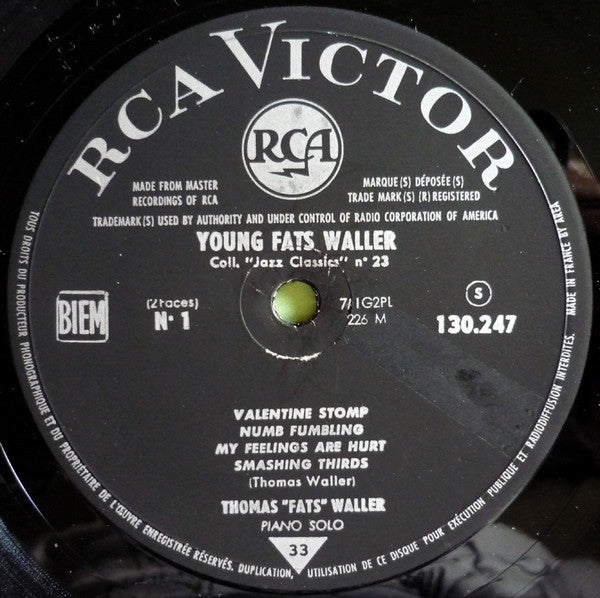 RCA VICTOR
RCA
MADE FROM MASTER
RECORDINGS OF RCA
MARQUE(S) DÉPOSÉE(S)
TRADE MARK(S) (R) REGISTERED
TRADEMARK(S) USED BY AUTHORITY AND UNDER CONTROL OF RADIO CORPORATION OF AMERICA
YOUNG FATS WALLER
Coll. "Jazz Classics" n° 23
BIEM
(2 faces)
N° 1
226 M
S
130.247
VALENTINE STOMP
NUMB FUMBLING
MY FEELINGS ARE HURT
SMASHING THIRDS
(Thomas Waller)
THOMAS "FATS" WALLER
PIANO SOLO
33
TOUS DROITS DU PRODUCTEUR PHONOGRAPHIQUE ET DU PROPRIÉTAIRE DE L'ŒUVRE ENREGISTRÉE RÉSERVÉS. DUPLICATION, UTILISATION DE CE DISQUE POUR EXÉCUTION PUBLIQUE ET RADIODIFFUSION INTERDITES.
MADE IN FRANCE BY AREA